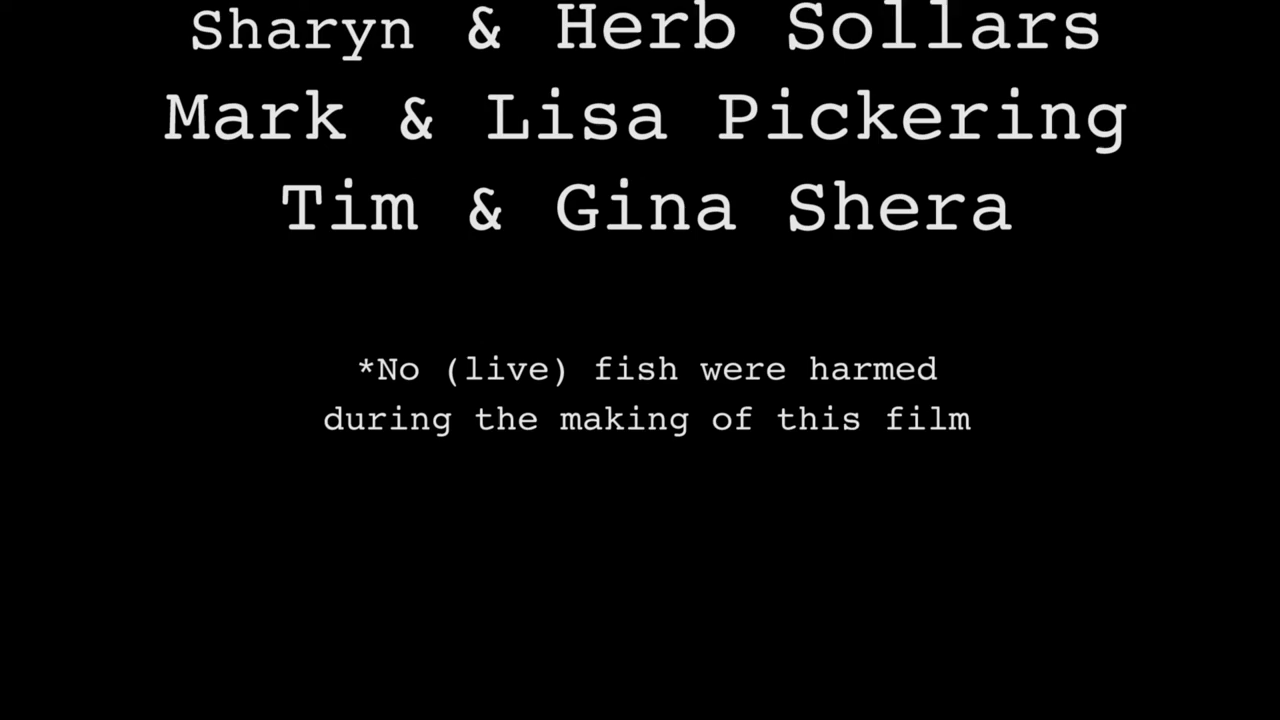 Sharyn & Herb Sollars
Mark & Lisa Pickering
Tim & Gina Shera
*No (live) fish were harmed
during the making of this film